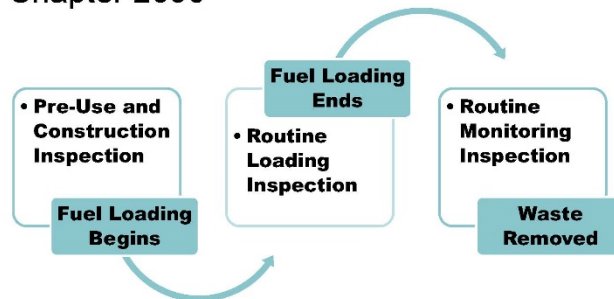 • Pre-Use and
Construction
Inspection
Fuel Loading
Begins
Fuel Loading
Ends
• Routine
Loading
Inspection
• Routine
Monitoring
Inspection
Waste
Removed